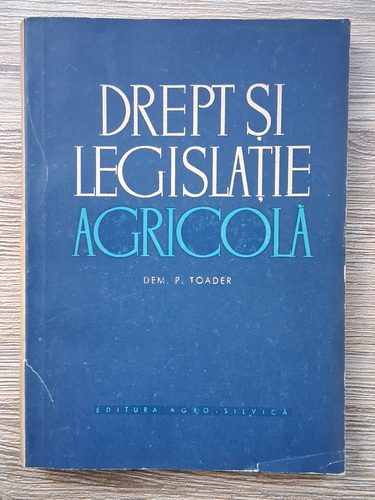 DREPT ȘI
LEGISLAȚIE
AGRICOLĂ
DEM. P. TOADER
EDITURA AGRO-SILVICĂ